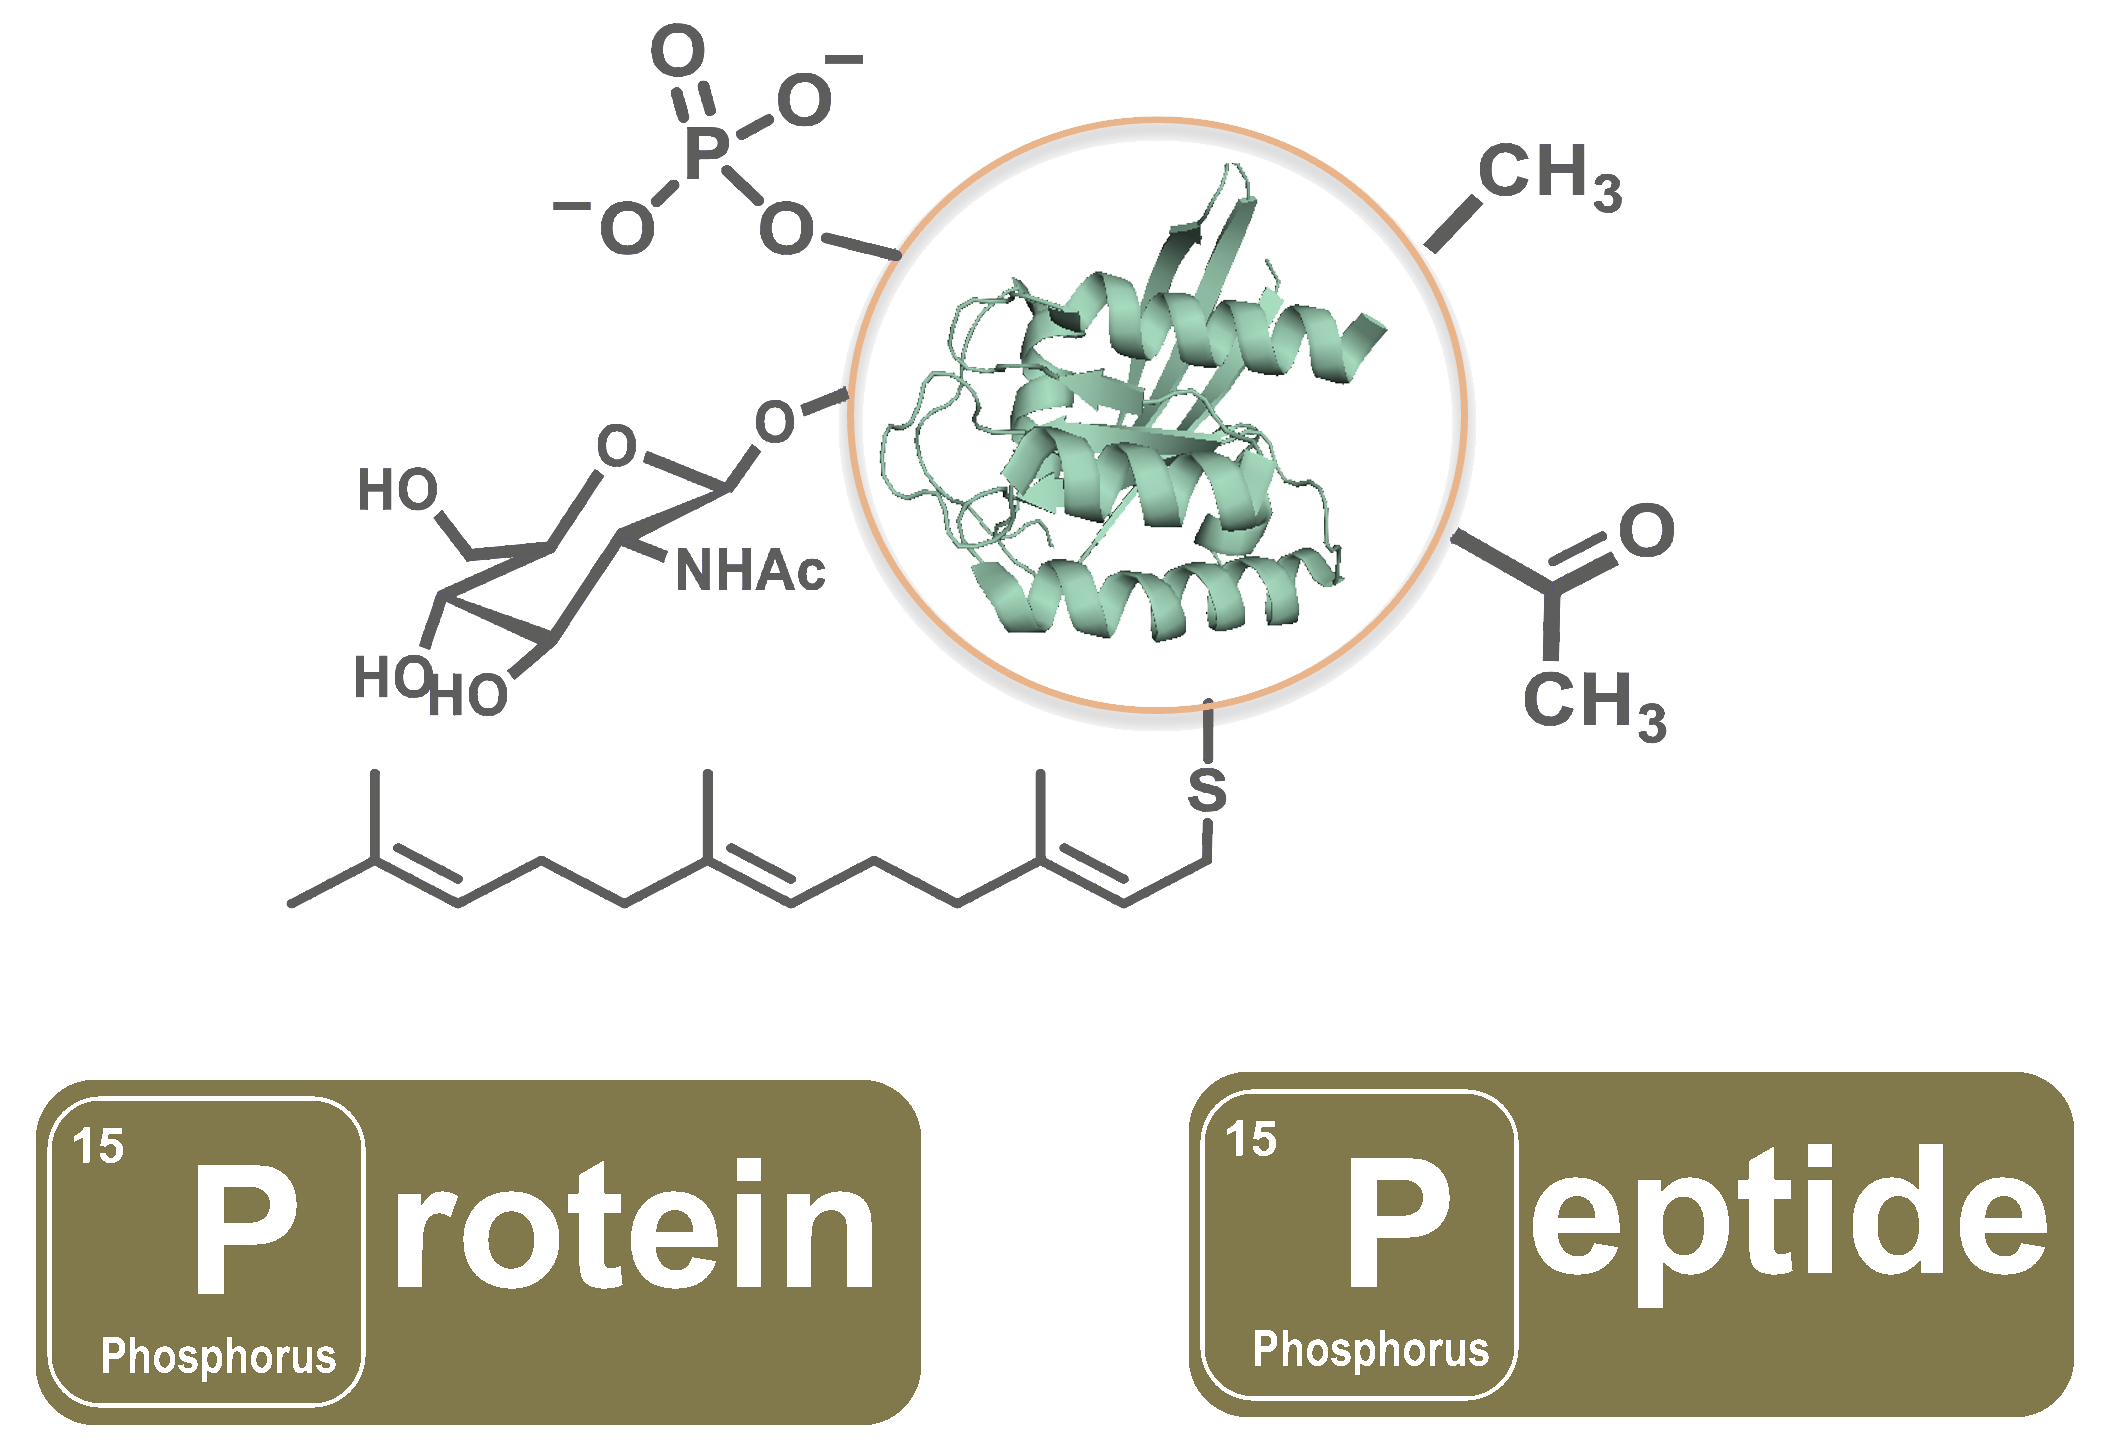 O
O−
P
−O
O
CH3
O
O
HO
NHAc
HO
HO
O
CH3
S
15
P rotein
Phosphorus
15
P eptide
Phosphorus